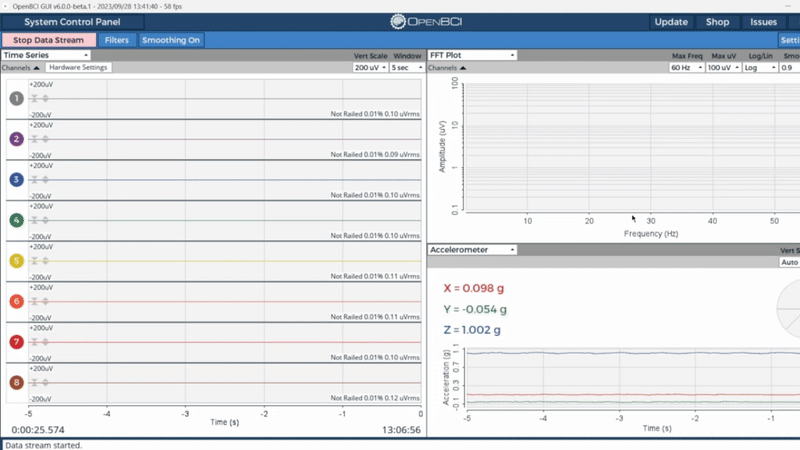 OpenBCI GUI v6.0.0-beta.1 - 2023/09/28 13:41:40 - 58 fps
System Control Panel
OPENBCI
Update
Shop
Issues
Stop Data Stream
Filters
Smoothing On
Setti
Time Series
Vert Scale
Window
Channels
Hardware Settings
200 uV
5 sec
+200uV
1
-200uV
Not Railed 0.01% 0.10 uVrms
+200uV
2
-200uV
Not Railed 0.01% 0.09 uVrms
+200uV
3
-200uV
Not Railed 0.01% 0.10 uVrms
+200uV
4
-200uV
Not Railed 0.01% 0.10 uVrms
+200uV
5
-200uV
Not Railed 0.01% 0.11 uVrms
+200uV
6
-200uV
Not Railed 0.01% 0.11 uVrms
+200uV
7
-200uV
Not Railed 0.01% 0.10 uVrms
+200uV
8
-200uV
Not Railed 0.01% 0.12 uVrms
-5 -4 -3 -2 -1 0
Time (s)
0:00:25.574
13:06:56
FFT Plot
Max Freq
Max uV
Log/Lin
Smo
Channels
60 Hz
100 uV
Log
0.9
Amplitude (uV)
100
10
1
0.1
10 20 30 40 50
Frequency (Hz)
Accelerometer
Vert S
Auto
X = 0.098 g
Y = -0.054 g
Z = 1.002 g
Acceleration (g)
1
0.7
0.3
0.1
-0.1
-5 -4 -3 -2 -1
Time (s)
Data stream started.